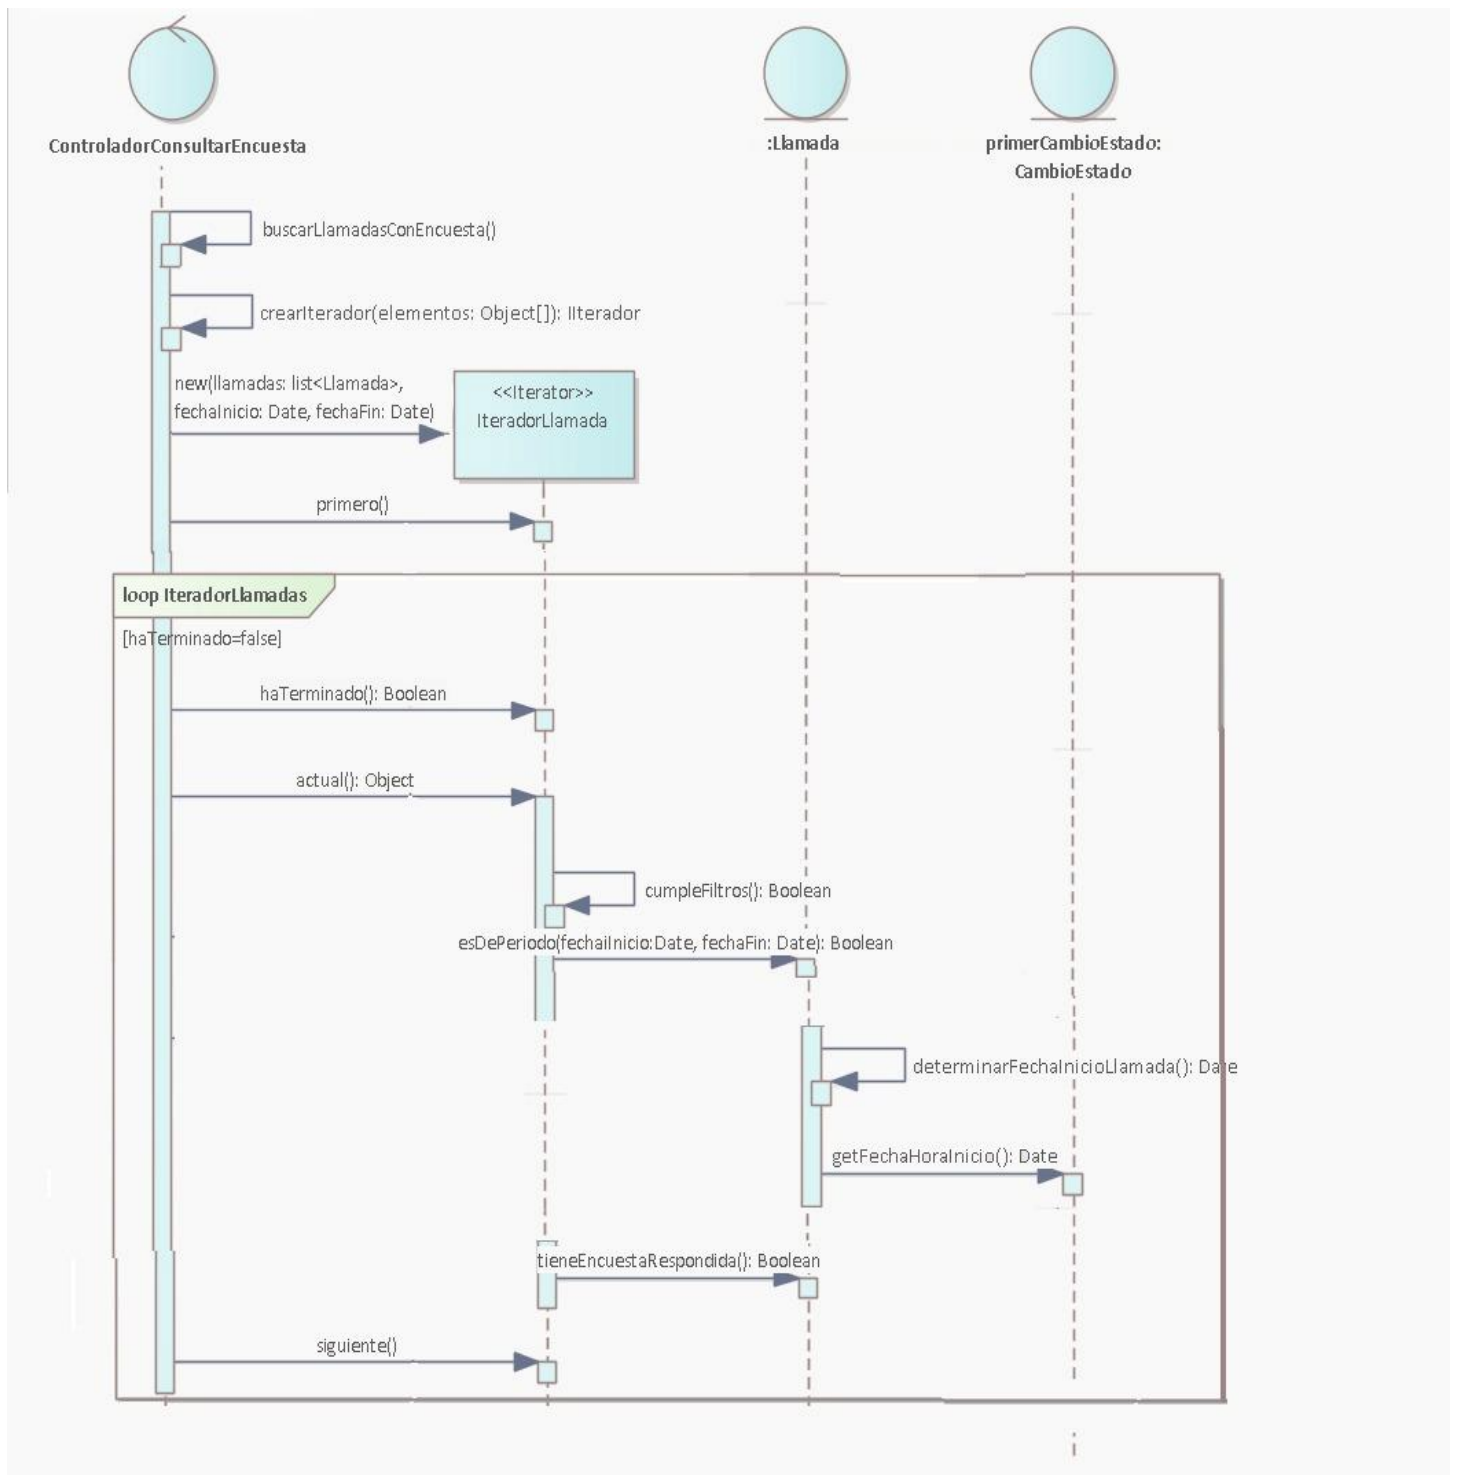 ControladorConsultarEncuesta
:Llamada
primerCambioEstado:
CambioEstado
buscarLlamadasConEncuesta()
crearIterador(elementos: Object[]): IIterador
new(llamadas: list<Llamada>,
fechaInicio: Date, fechaFin: Date)
<<Iterator>>
IteradorLlamada
primero()
loop IteradorLlamadas
[haTerminado=false]
haTerminado(): Boolean
actual(): Object
cumpleFiltros(): Boolean
esDePeriodo(fechaiInicio:Date, fechaFin: Date): Boolean
determinarFechaInicioLlamada(): Date
getFechaHoraInicio(): Date
tieneEncuestaRespondida(): Boolean
siguiente()